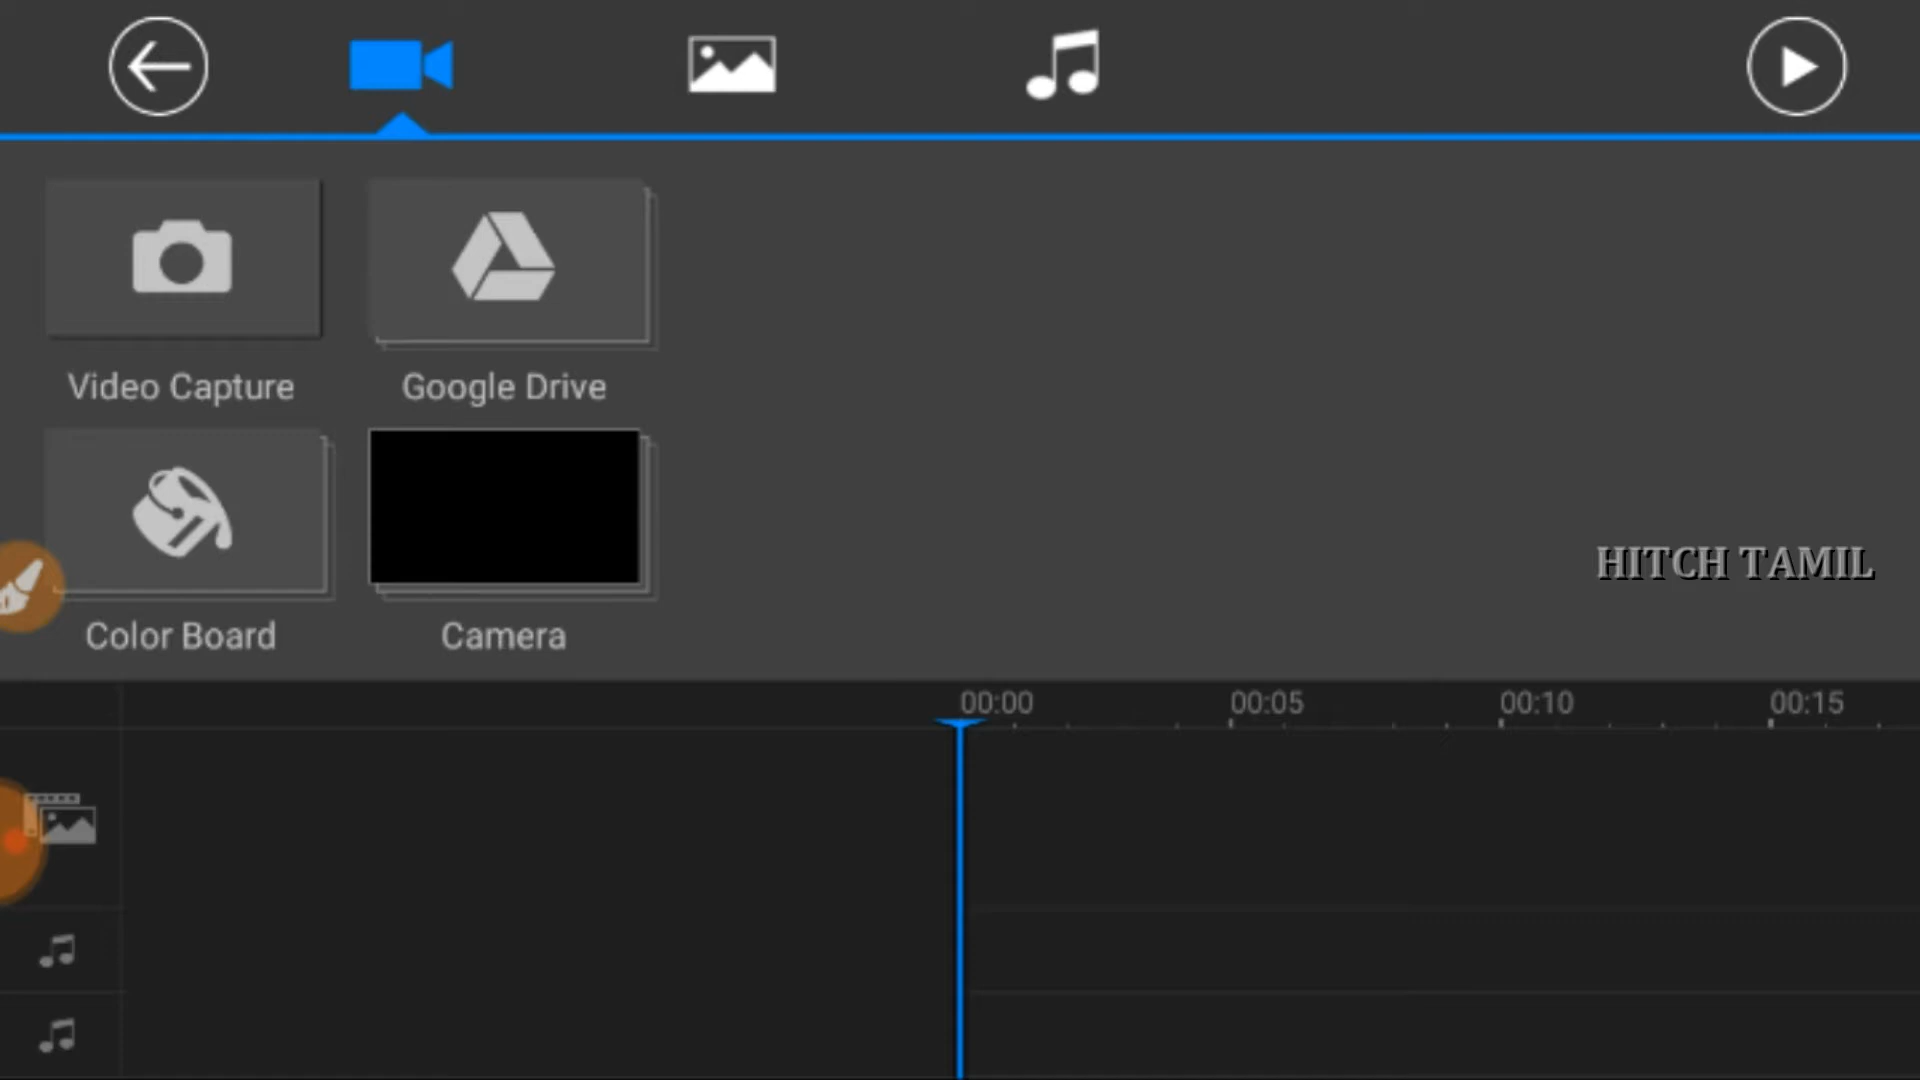 Video Capture
Google Drive
HITCH TAMIL
Color Board
Camera
00:00
00:05
00:10
00:15